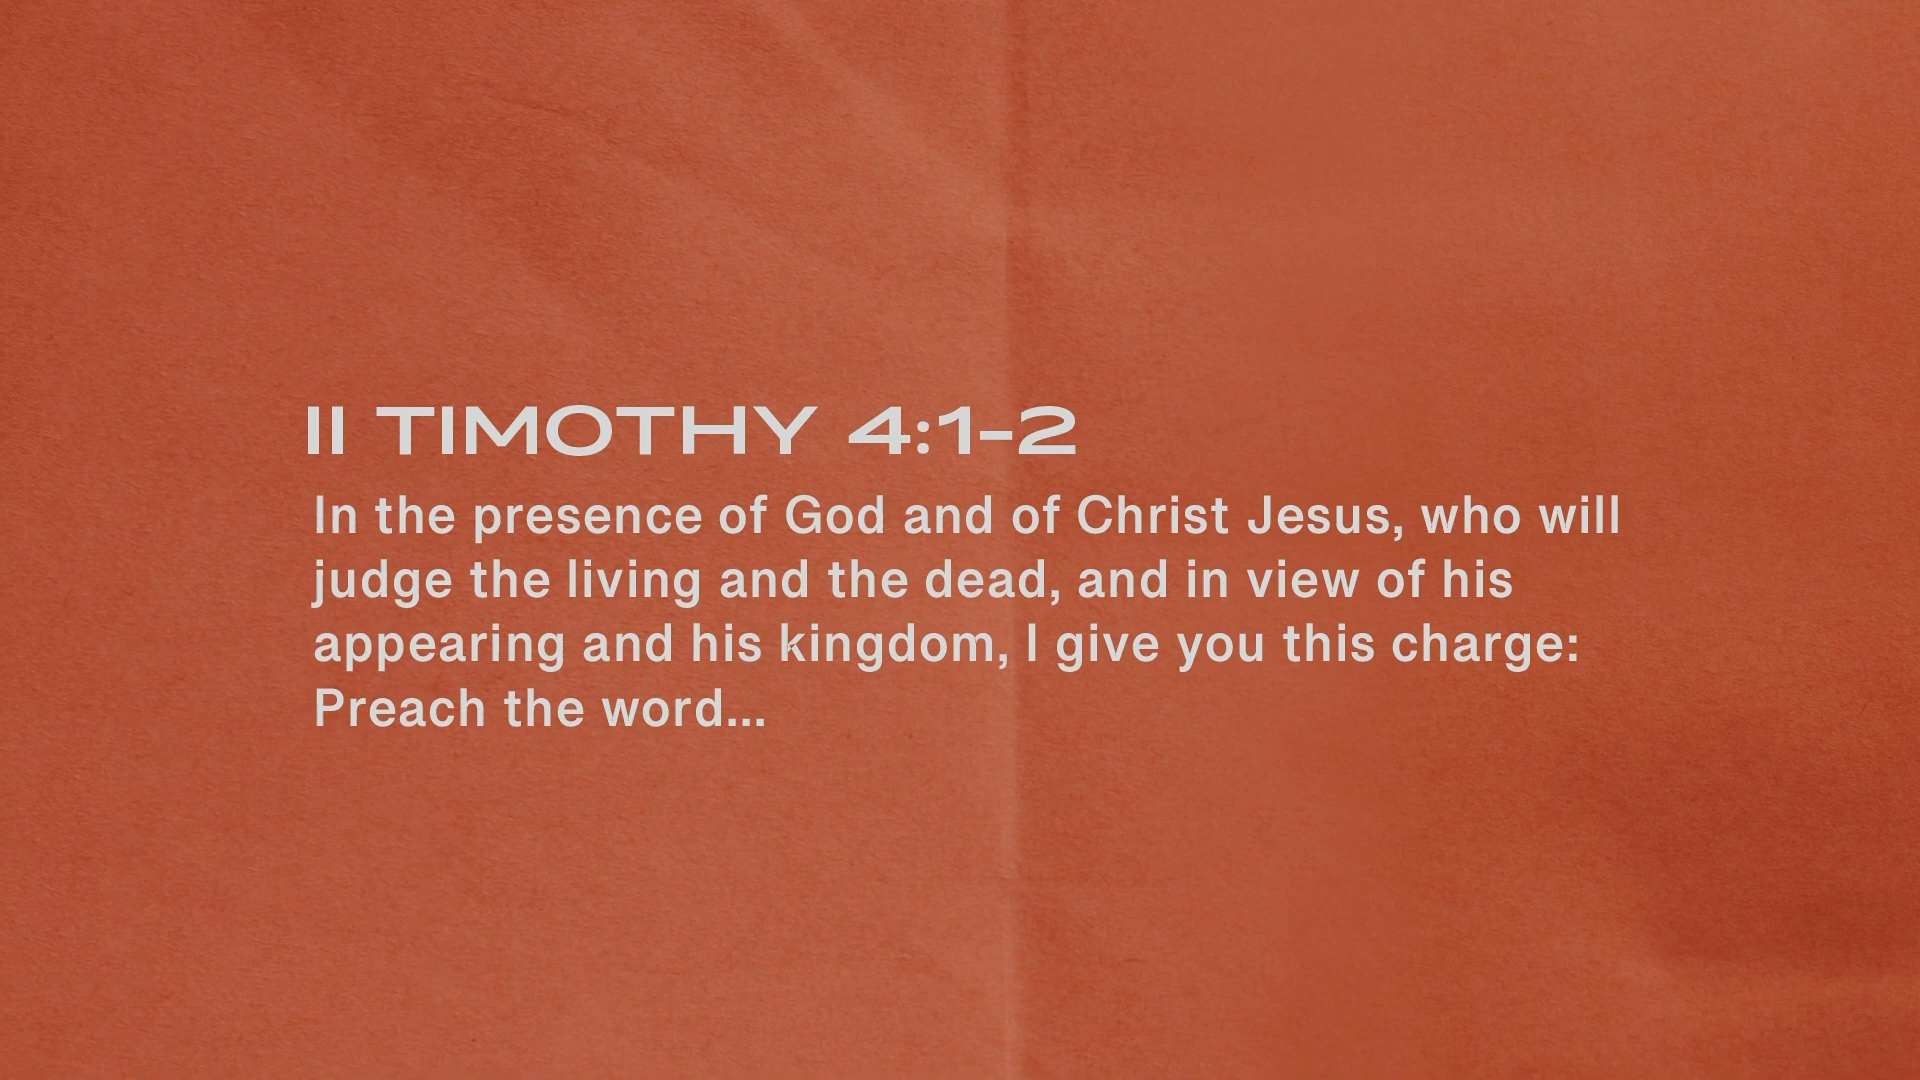 II TIMOTHY 4:1-2
In the presence of God and of Christ Jesus, who will
judge the living and the dead, and in view of his
appearing and his kingdom, I give you this charge:
Preach the word...